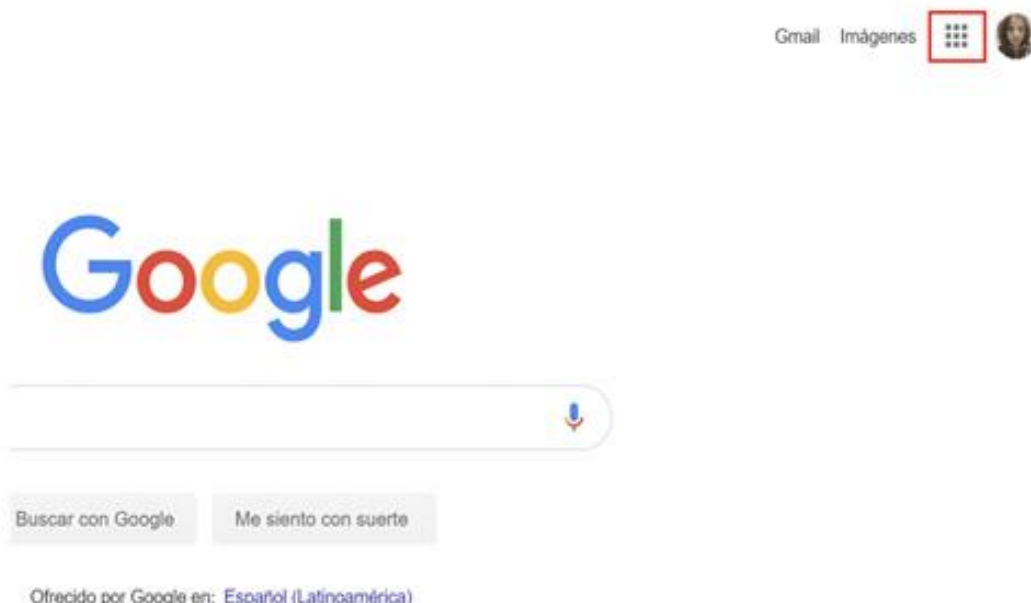 Gmail Imágenes
Google
Buscar con Google Me siento con suerte
Ofrecido por Google en: Español (Latinoamérica)